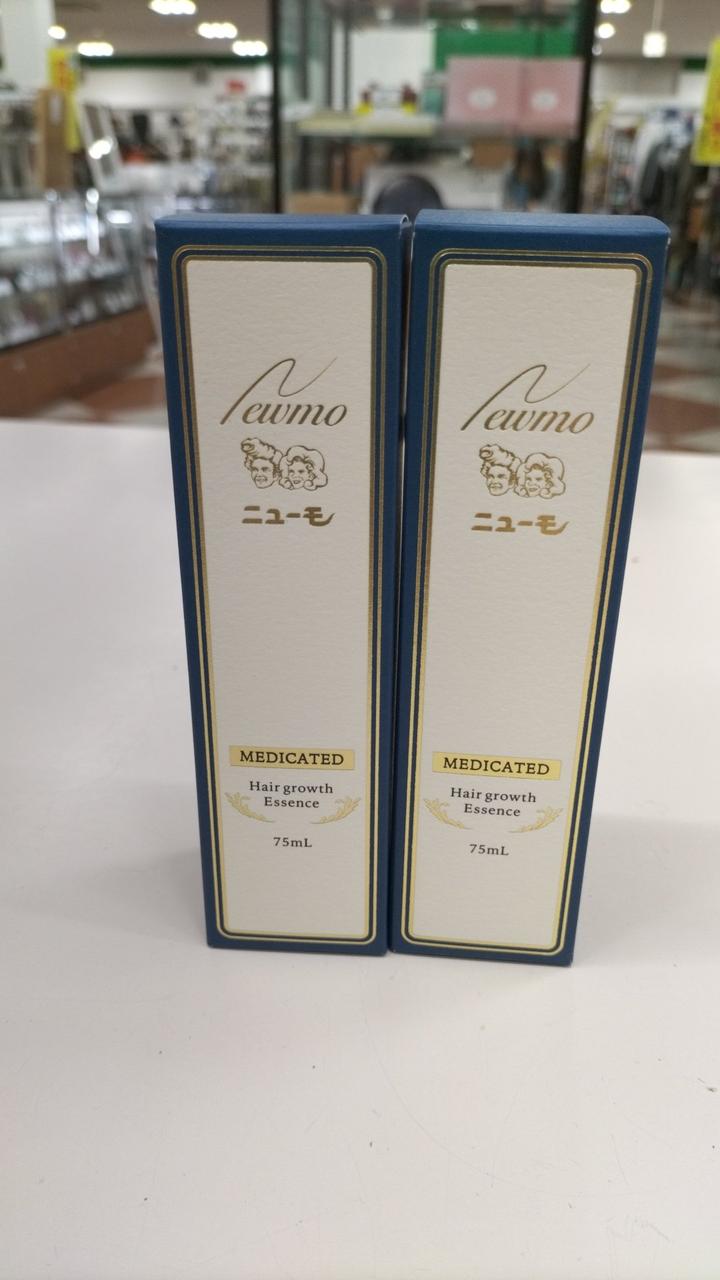 Newmo
ニューモ
MEDICATED
Hair growth
Essence
75mL
Newmo
ニューモ
MEDICATED
Hair growth
Essence
75mL